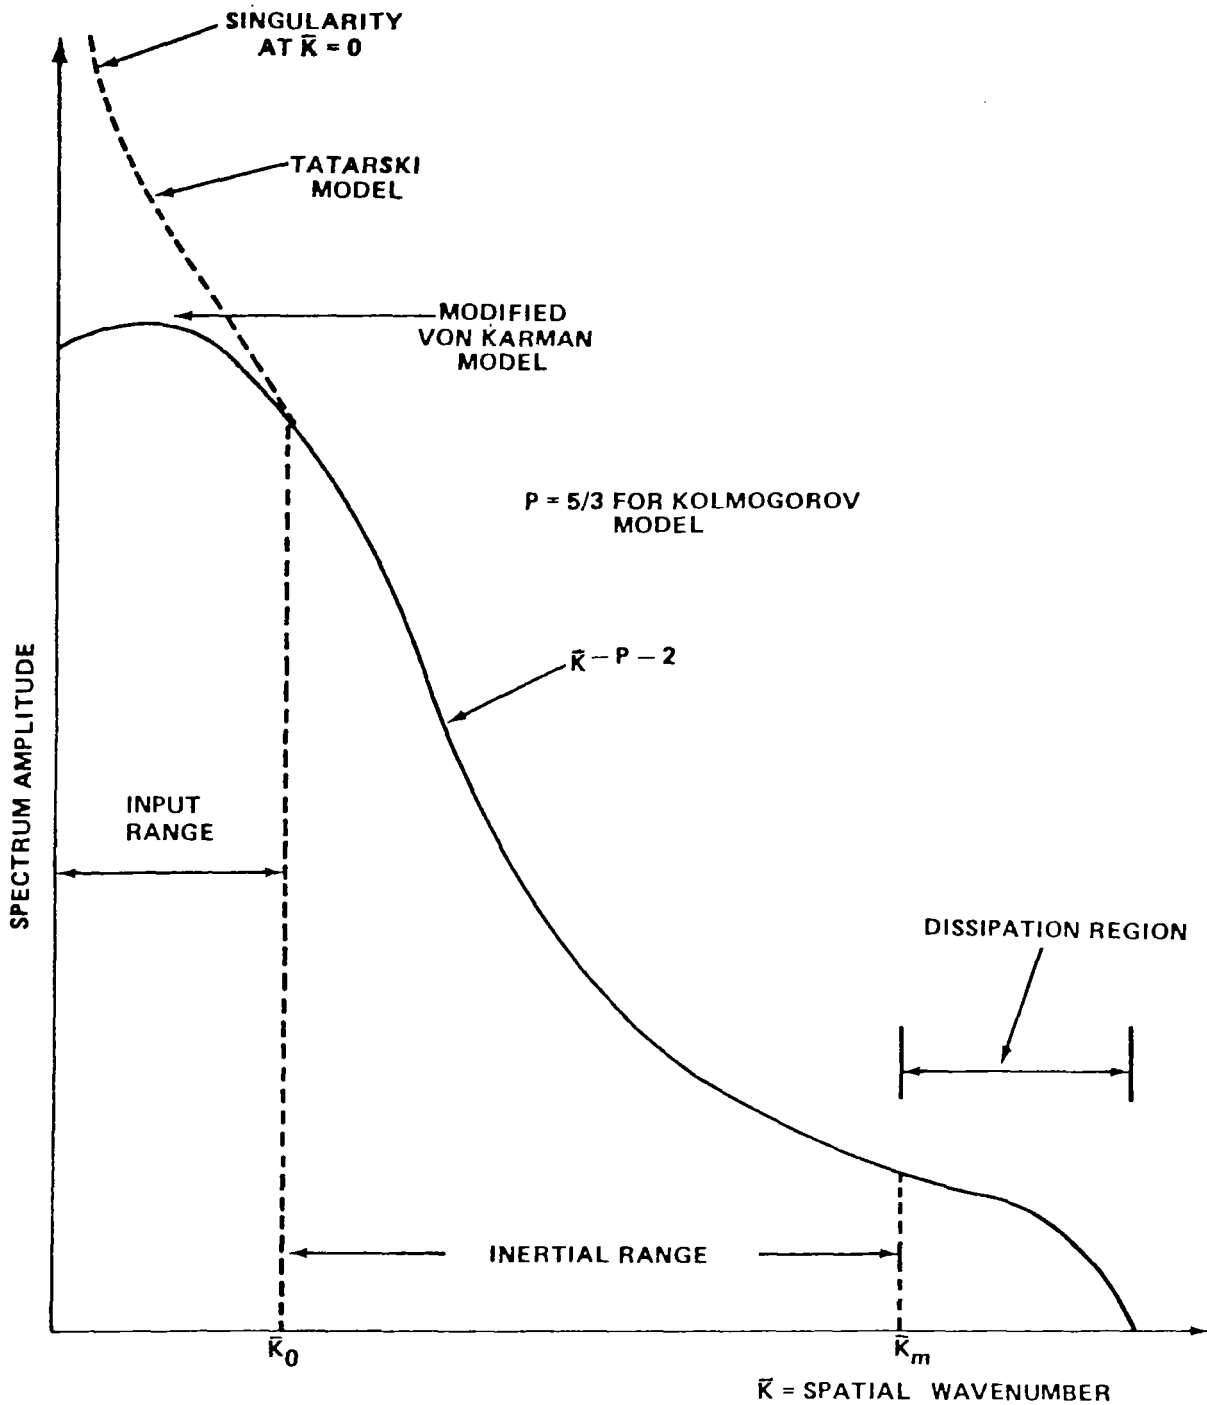 SINGULARITY
AT K̄ = 0
TATARSKI
MODEL
MODIFIED
VON KARMAN
MODEL
P = 5/3 FOR KOLMOGOROV
MODEL
K̄ – P – 2
SPECTRUM AMPLITUDE
INPUT
RANGE
DISSIPATION REGION
INERTIAL RANGE
K̄0
K̄m
K̄ = SPATIAL WAVENUMBER